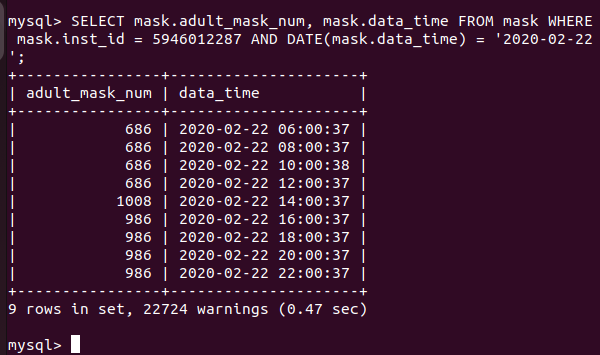 mysql> SELECT mask.adult_mask_num, mask.data_time FROM mask WHERE
 mask.inst_id = 5946012287 AND DATE(mask.data_time) = '2020-02-22
';
+----------------+---------------------+
| adult_mask_num | data_time           |
+----------------+---------------------+
|            686 | 2020-02-22 06:00:37 |
|            686 | 2020-02-22 08:00:37 |
|            686 | 2020-02-22 10:00:38 |
|            686 | 2020-02-22 12:00:37 |
|           1008 | 2020-02-22 14:00:37 |
|            986 | 2020-02-22 16:00:37 |
|            986 | 2020-02-22 18:00:37 |
|            986 | 2020-02-22 20:00:37 |
|            986 | 2020-02-22 22:00:37 |
+----------------+---------------------+
9 rows in set, 22724 warnings (0.47 sec)
mysql>